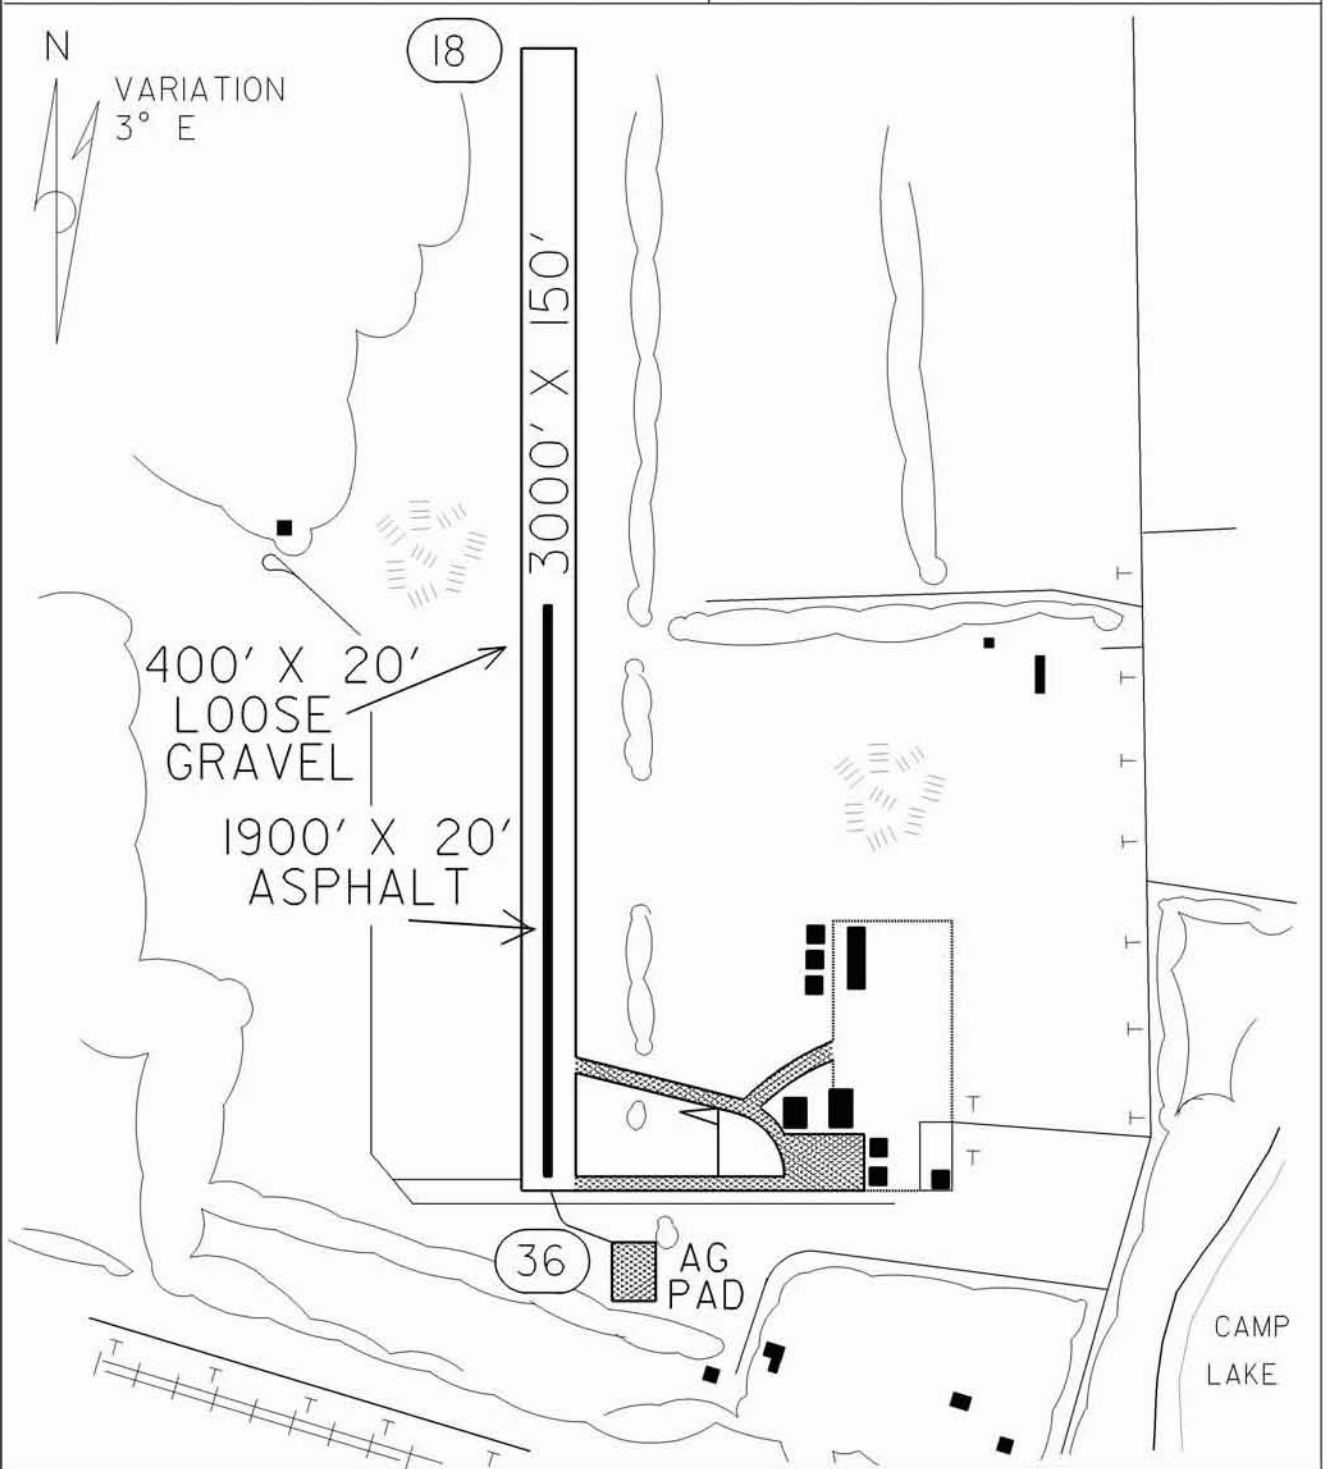 N
VARIATION
3° E
18
3000' X 150'
400' X 20'
LOOSE
GRAVEL
1900' X 20'
ASPHALT
T
T
T
T
T
T
T
T
T
36
AG
PAD
CAMP
LAKE
T
T
T
T
T